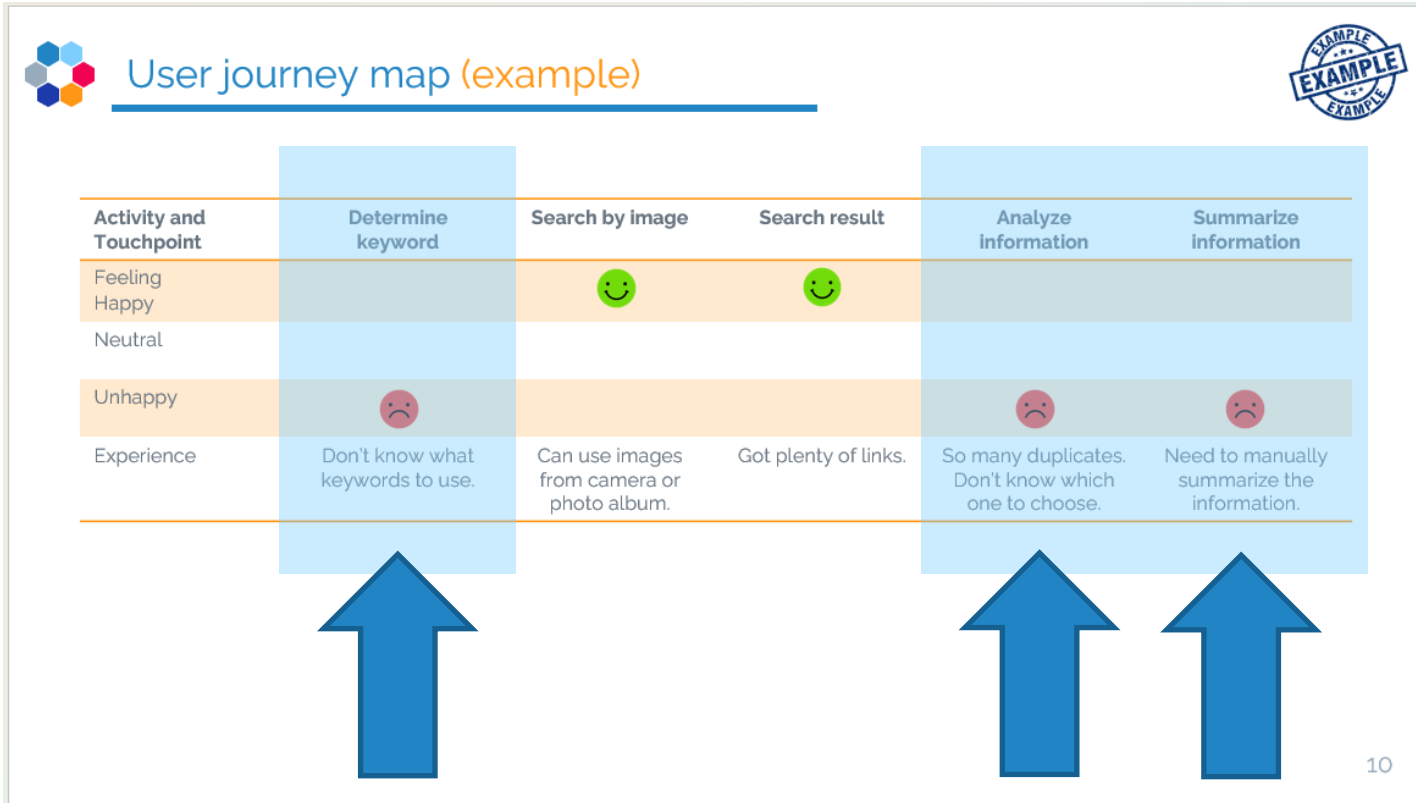 User journey map (example)
EXAMPLE
EXAMPLE
EXAMPLE
Activity and Touchpoint
Determine keyword
Search by image
Search result
Analyze information
Summarize information
Feeling
Happy
Neutral
Unhappy
Experience
Don't know what
keywords to use.
Can use images
from camera or
photo album.
Got plenty of links.
So many duplicates.
Don't know which
one to choose.
Need to manually
summarize the
information.
10